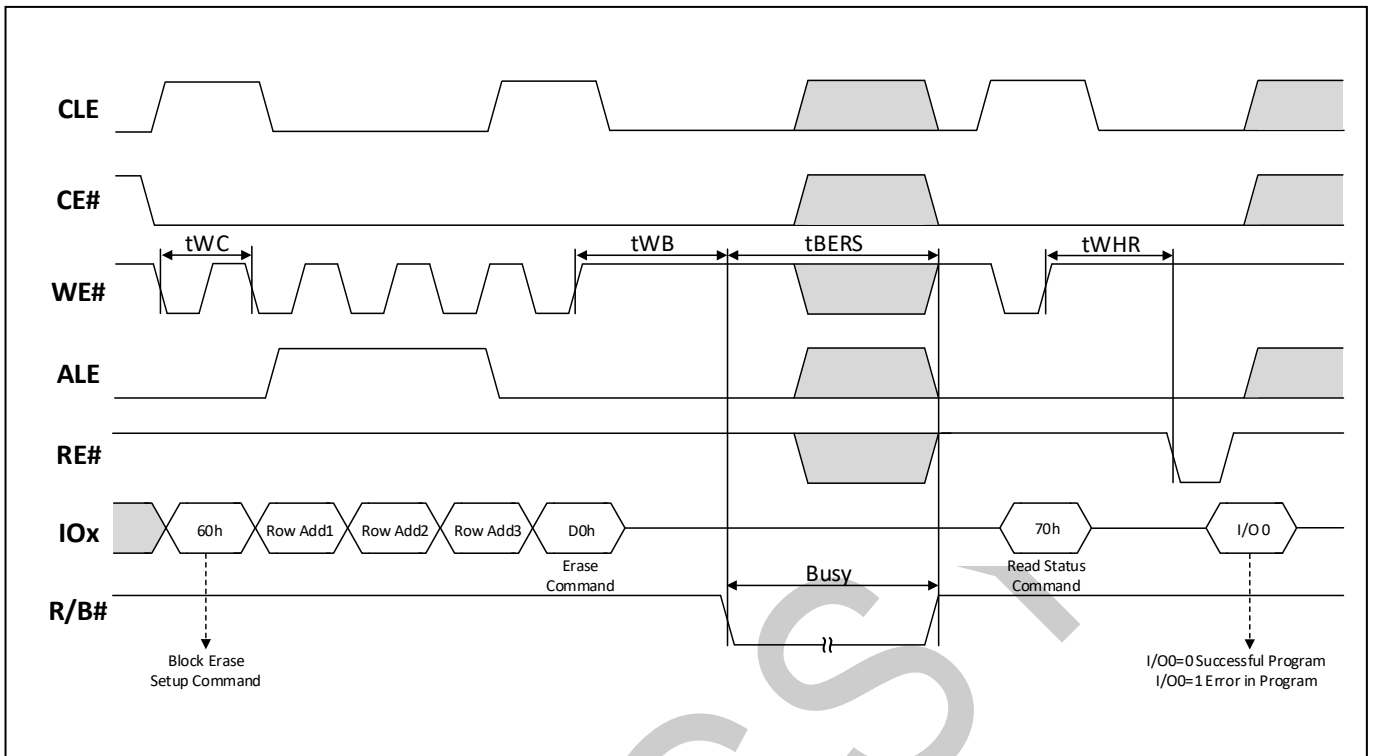 CLE
CE#
tWC
tWB
tBERS
tWHR
WE#
ALE
RE#
IOx
60h
Row Add1
Row Add2
Row Add3
D0h
70h
I/O 0
Erase
Command
Busy
Read Status
Command
R/B#
Block Erase
Setup Command
I/O0=0 Successful Program
I/O0=1 Error in Program